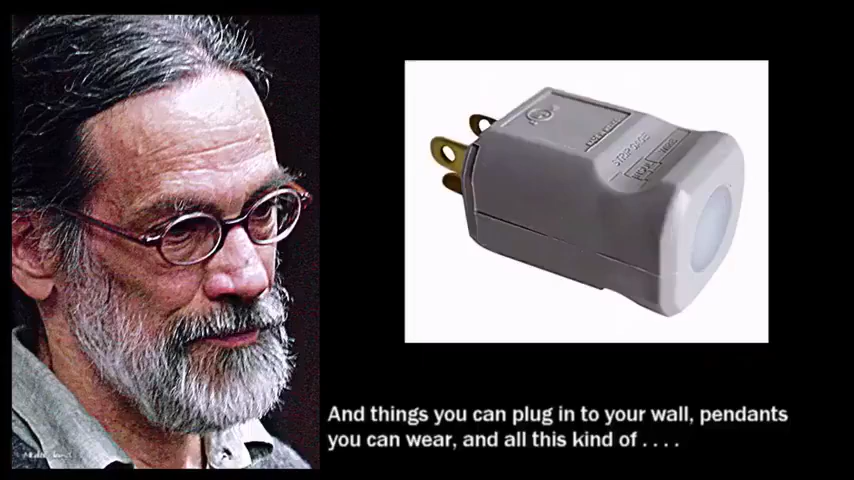 And things you can plug in to your wall, pendants
you can wear, and all this kind of . . . .